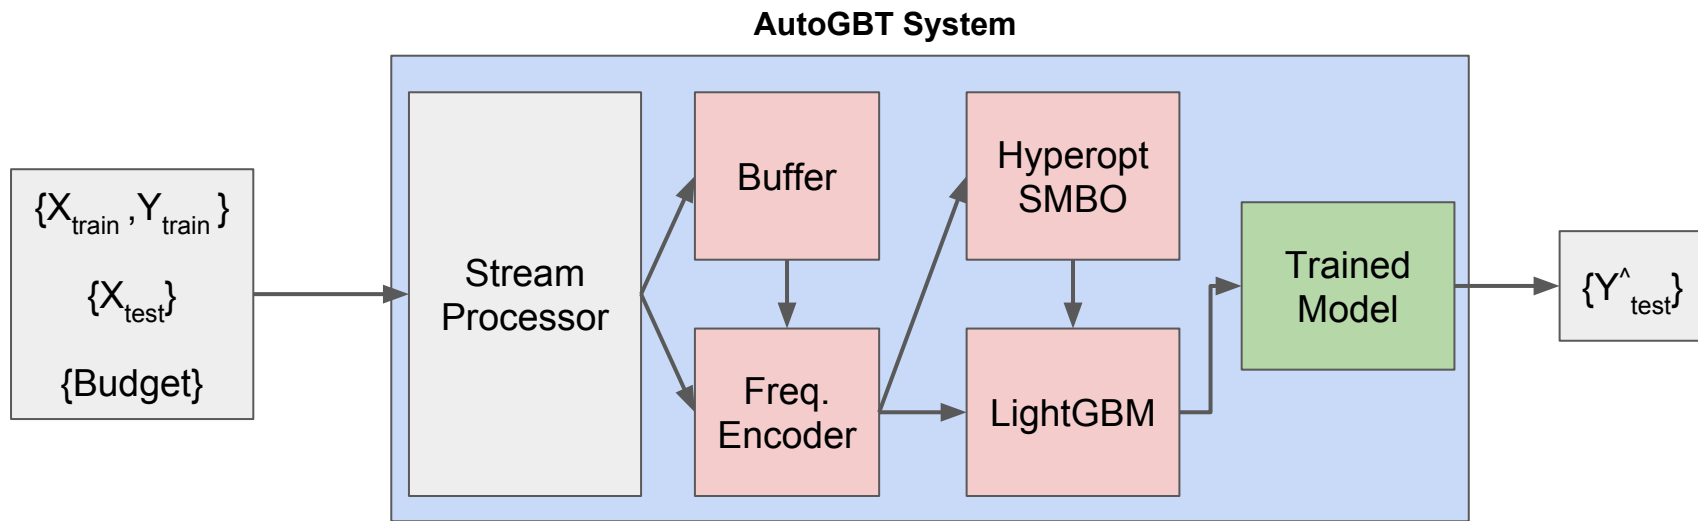 AutoGBT System
{X_train ,Y_train }
{X_test}
{Budget}
Stream
Processor
Buffer
Freq.
Encoder
Hyperopt
SMBO
LightGBM
Trained
Model
{Y^_test}